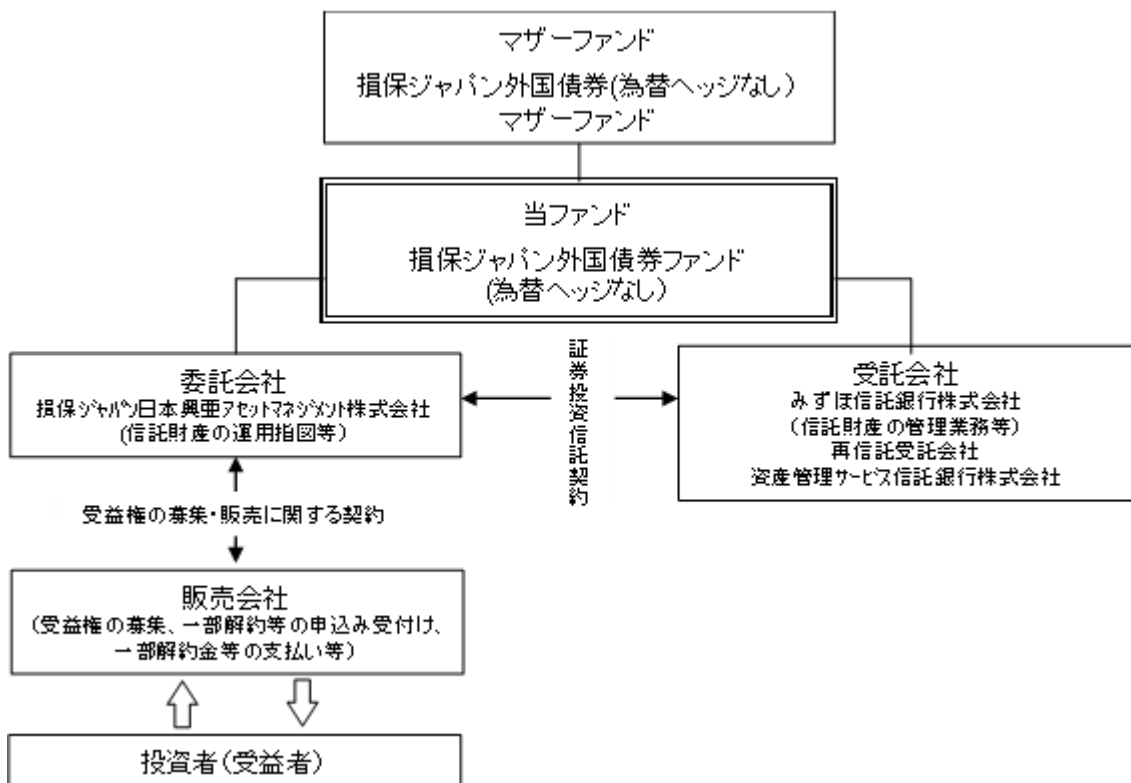 マザーファンド
損保ジャパン外国債券(為替ヘッジなし)
マザーファンド
当ファンド
損保ジャパン外国債券ファンド
(為替ヘッジなし)
委託会社
損保ジャパン日本興亜アセットマネジメント株式会社
(信託財産の運用指図等)
証券投資信託契約
受託会社
みずほ信託銀行株式会社
(信託財産の管理業務等)
再信託受託会社
資産管理サービス信託銀行株式会社
受益権の募集・販売に関する契約
販売会社
(受益権の募集、一部解約等の申込み受付け、
一部解約金等の支払い等)
投資者(受益者)